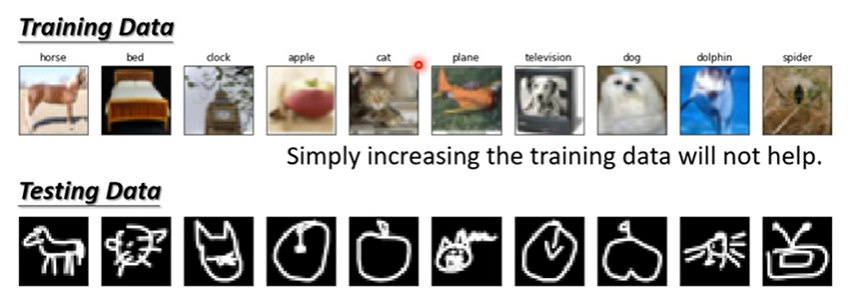 Training Data
horse bed clock apple cat plane television dog dolphin spider
Simply increasing the training data will not help.
Testing Data